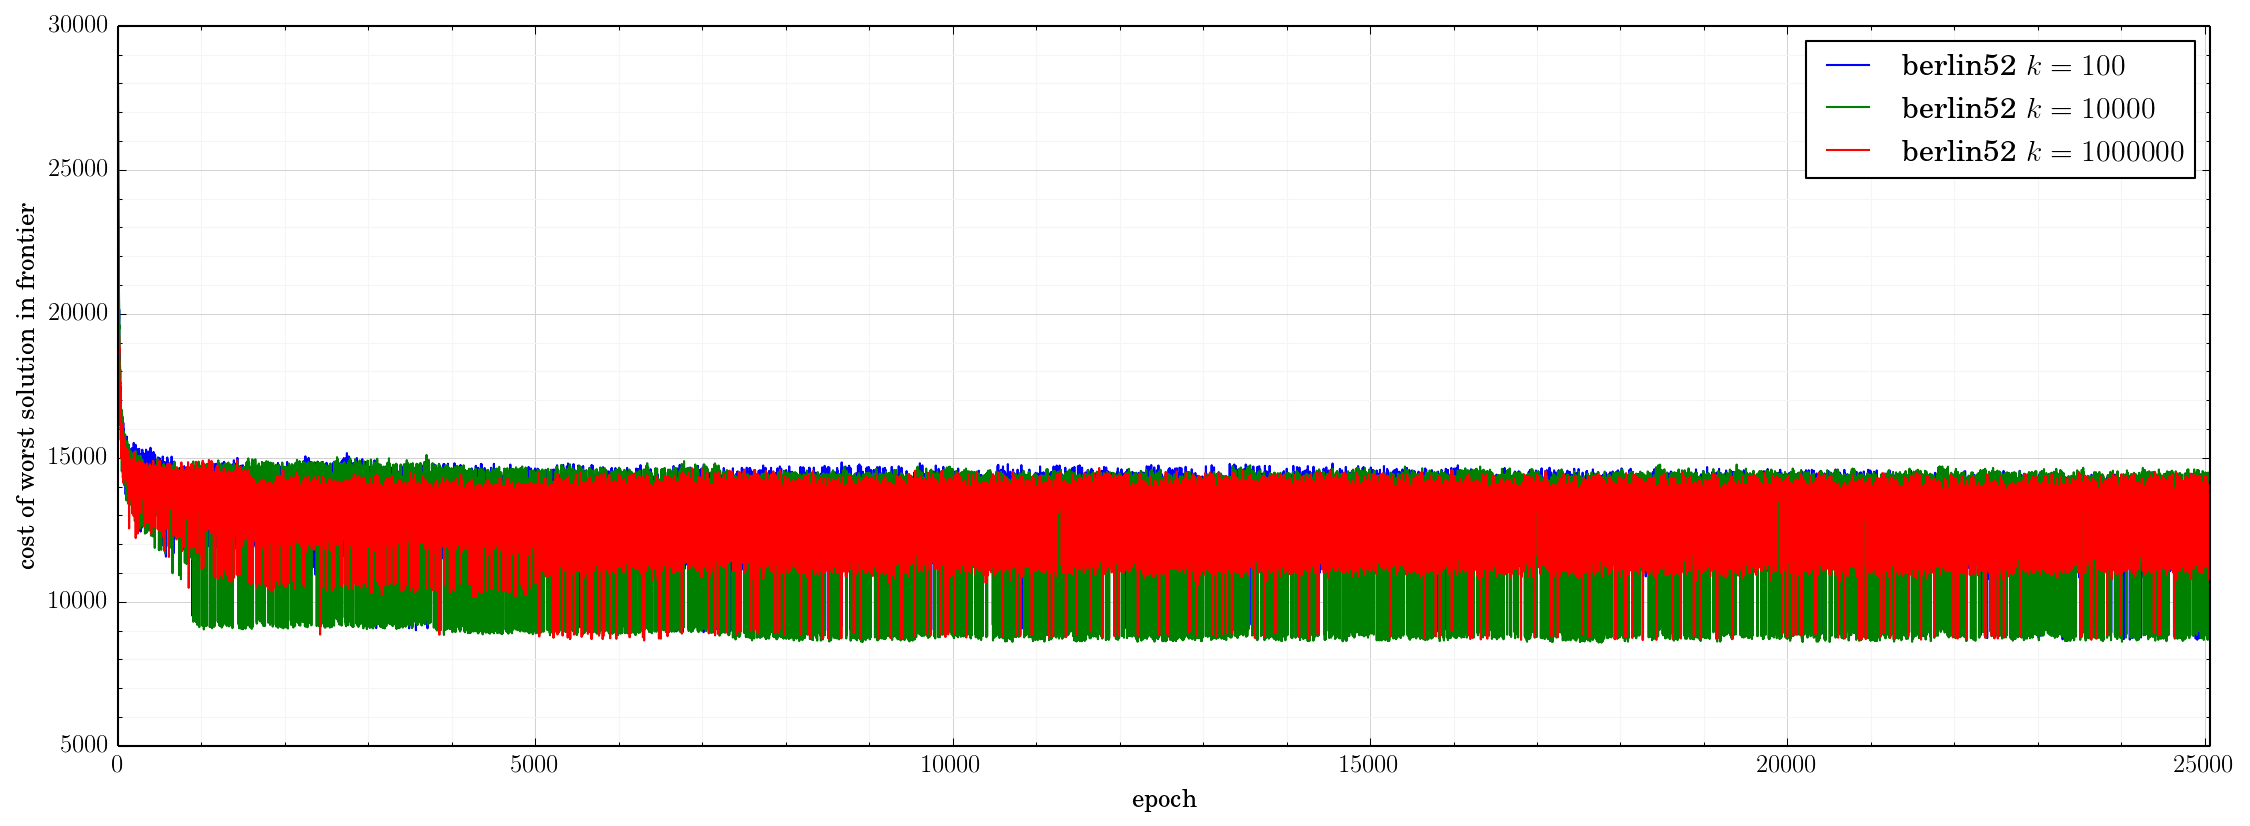 30000
25000
20000
15000
10000
5000
cost of worst solution in frontier
berlin52 k = 100
berlin52 k = 10000
berlin52 k = 1000000
0 5000 10000 15000 20000 25000
epoch